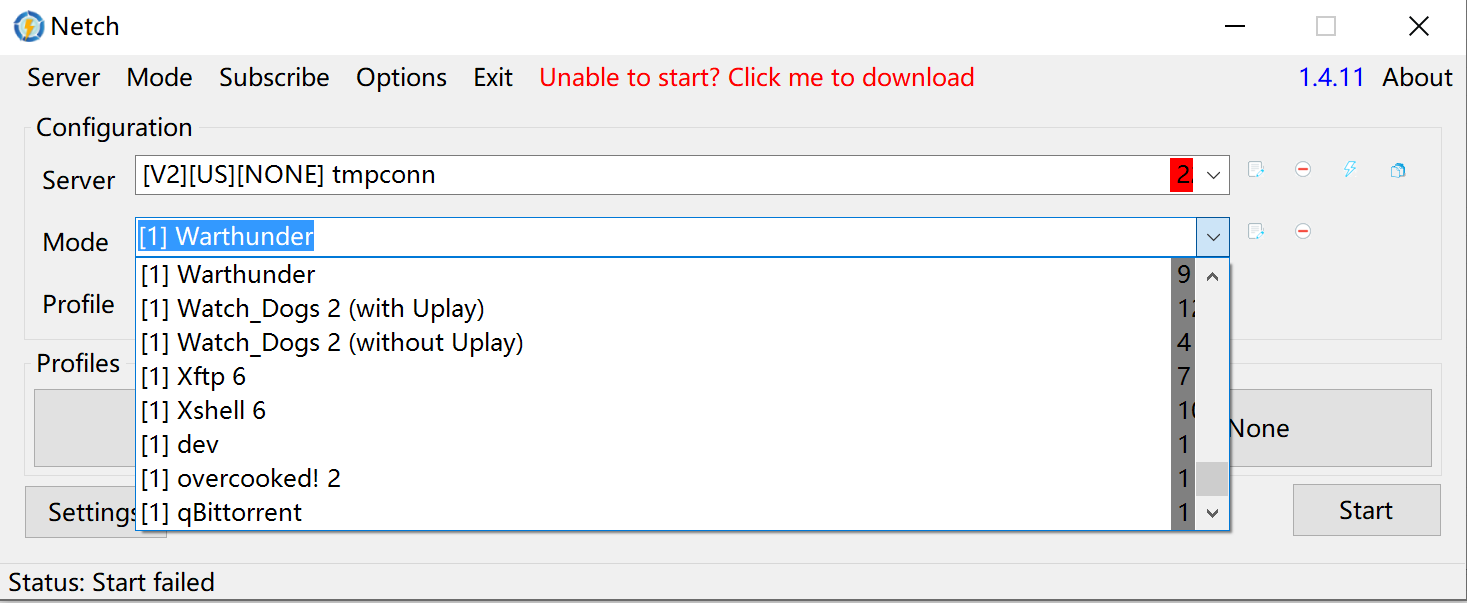 Netch
Server Mode Subscribe Options Exit Unable to start? Click me to download 1.4.11 About
Configuration
Server [V2][US][NONE] tmpconn
Mode [1] Warthunder
[1] Warthunder 9
Profile [1] Watch_Dogs 2 (with Uplay)
[1] Watch_Dogs 2 (without Uplay) 4
Profiles
[1] Xftp 6 7
[1] Xshell 6
None
[1] dev 1
[1] overcooked! 2 1
Settings [1] qBittorrent 1 Start
Status: Start failed